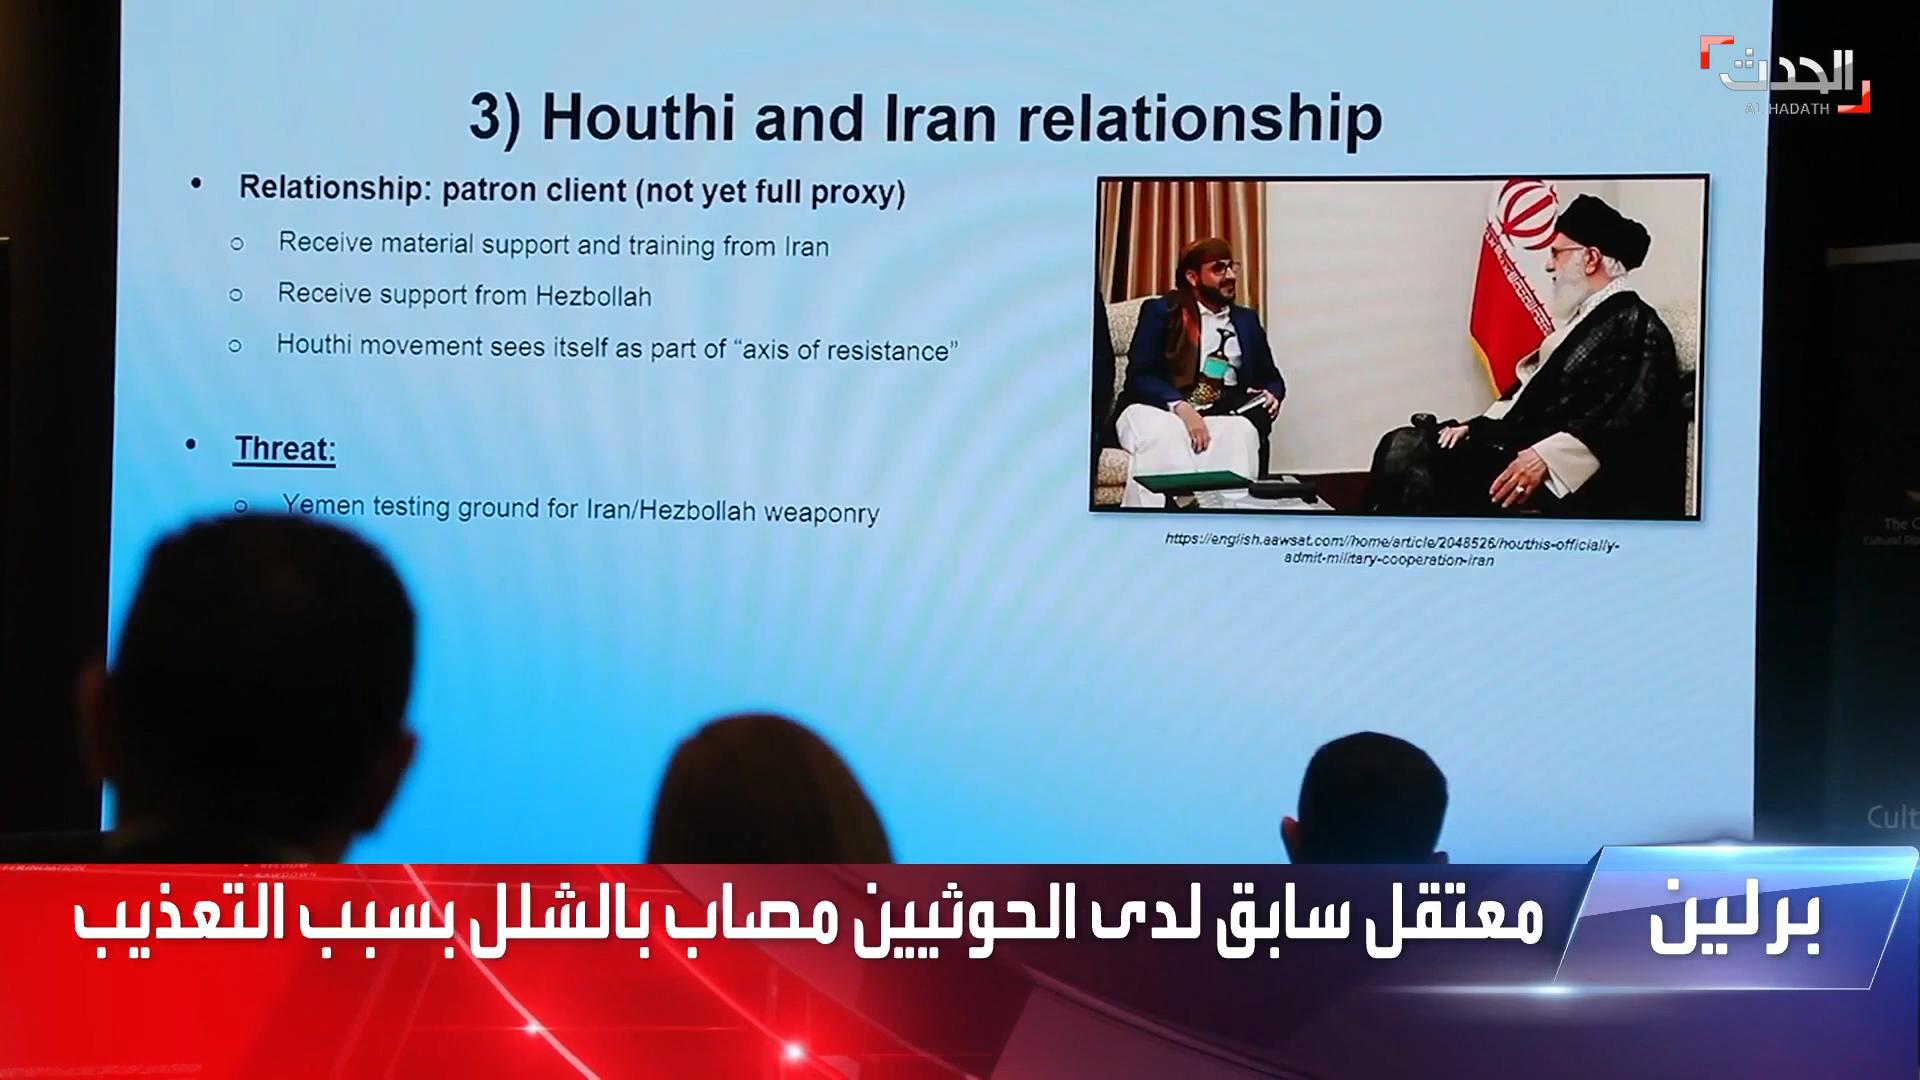 الحدث
AL HADATH
3) Houthi and Iran relationship
• Relationship: patron client (not yet full proxy)
○ Receive material support and training from Iran
○ Receive support from Hezbollah
○ Houthi movement sees itself as part of “axis of resistance”
• Threat:
○ Yemen testing ground for Iran/Hezbollah weaponry
https://english.aawsat.com//home/article/2048526/houthis-officially-
admit-military-cooperation-iran
The C
Cult
برلين
معتقل سابق لدى الحوثيين مصاب بالشلل بسبب التعذيب